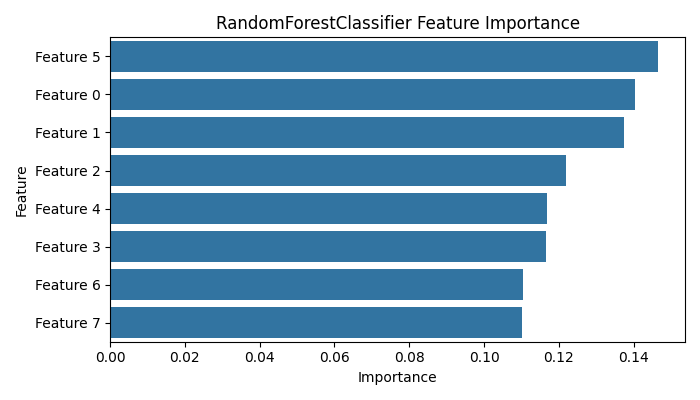 RandomForestClassifier Feature Importance
Feature 5
Feature 0
Feature 1
Feature 2
Feature 4
Feature 3
Feature 6
Feature 7
Feature
0.00 0.02 0.04 0.06 0.08 0.10 0.12 0.14
Importance